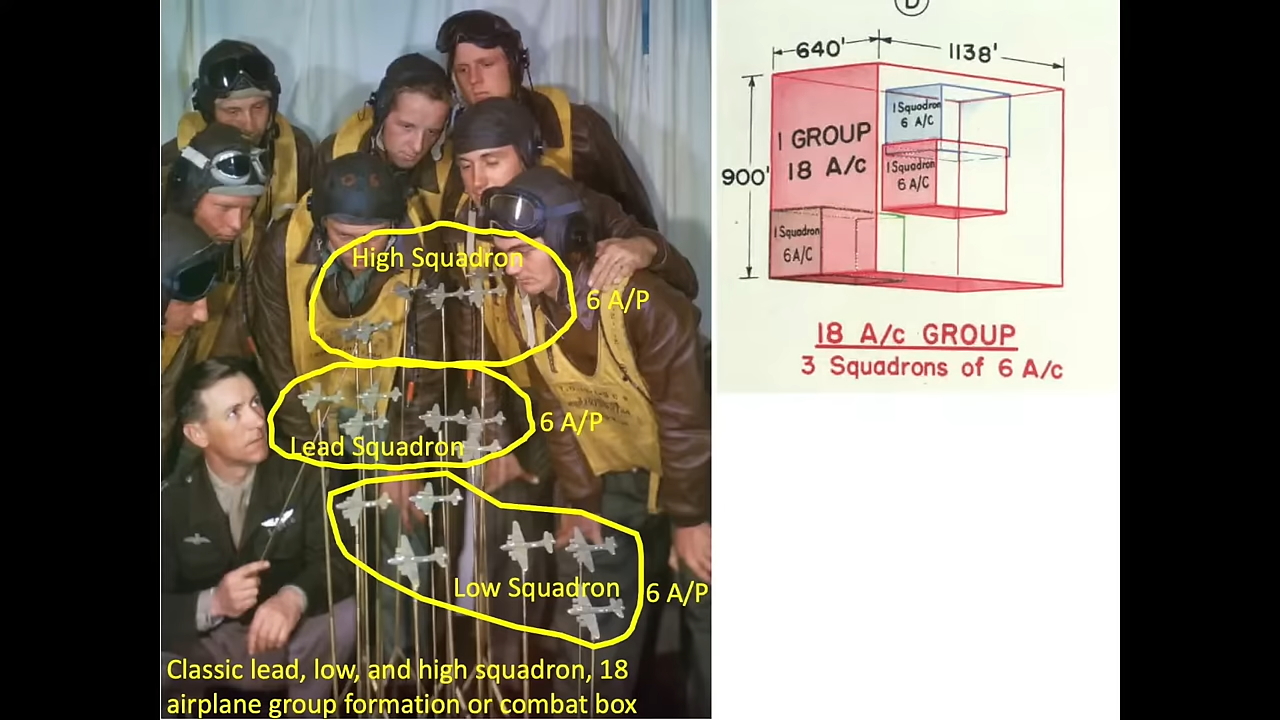 High Squadron
6 A/P
6 A/P
Lead Squadron
Low Squadron
6 A/P
Classic lead, low, and high squadron, 18
airplane group formation or combat box
D
640'
1138'
900'
1 GROUP
18 A/c
1 Squadron
6 A/C
1 Squadron
6 A/C
1 Squadron
6 A/C
18 A/c GROUP
3 Squadrons of 6 A/c